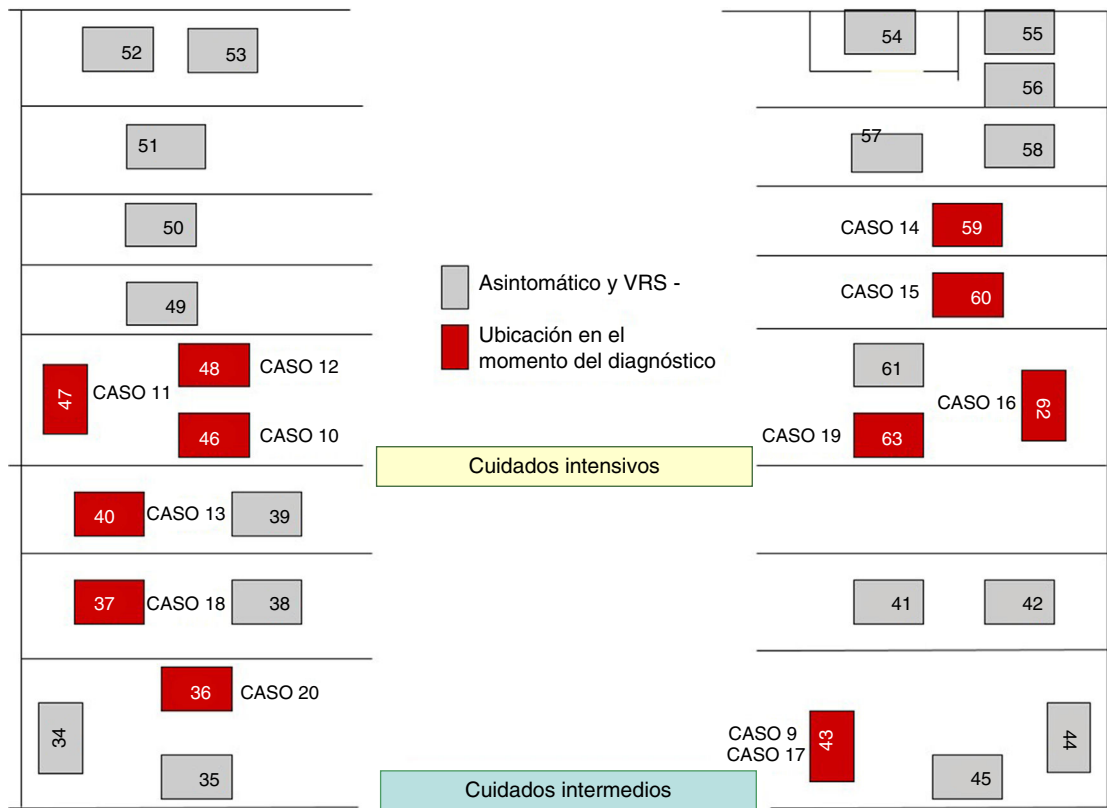 52
53
51
50
49
48
CASO 12
47
CASO 11
46
CASO 10
40
CASO 13
39
37
CASO 18
38
36
CASO 20
34
35
Asintomático y VRS -
Ubicación en el
momento del diagnóstico
Cuidados intensivos
Cuidados intermedios
54
55
56
57
58
CASO 14
59
CASO 15
60
61
CASO 16
62
CASO 19
63
41
42
CASO 9
CASO 17
43
44
45